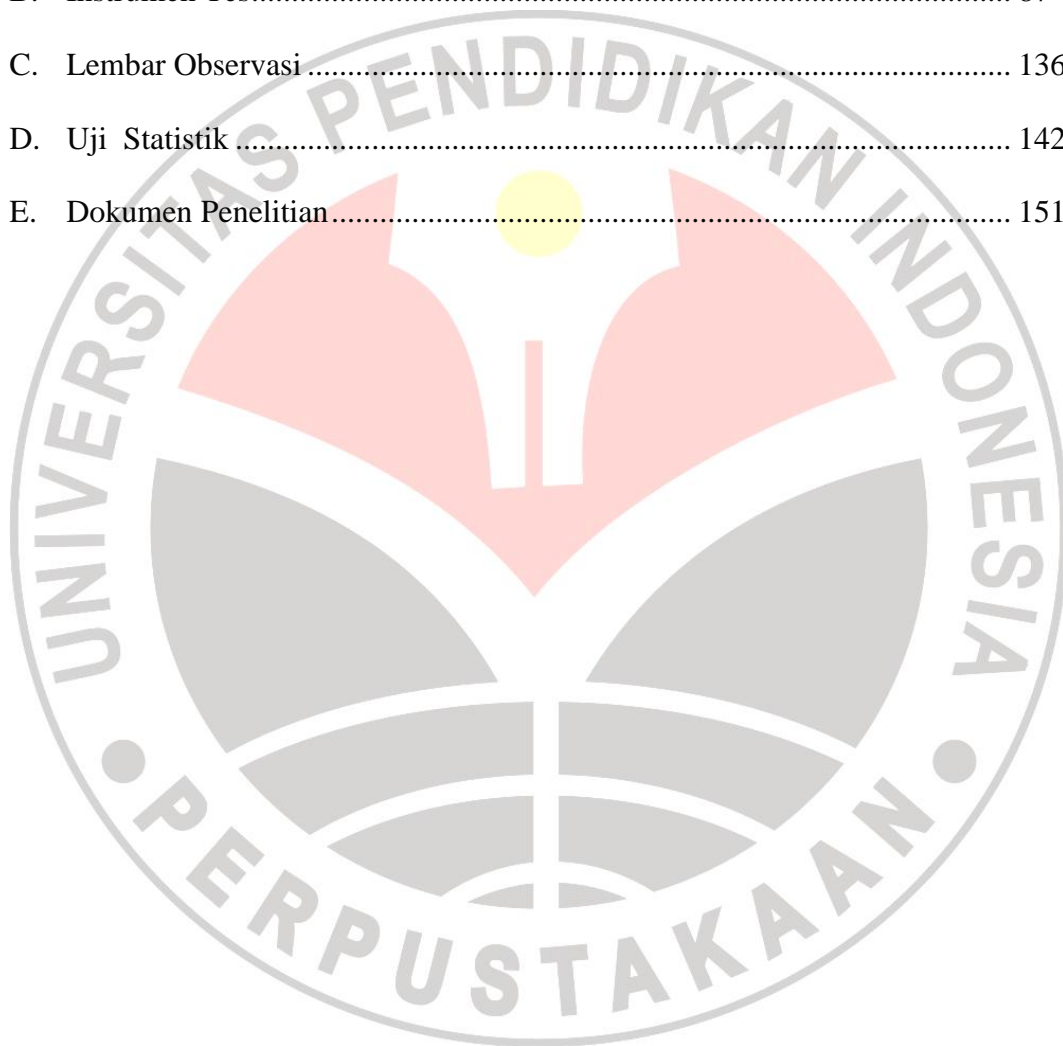 C. Lembar Observasi ........................................................................ 136
D. Uji Statistik ........................................................................ 142
E. Dokumen Penelitian ........................................................................ 151
UNIVERSITAS PENDIDIKAN INDONESIA
PERPUSTAKAAN